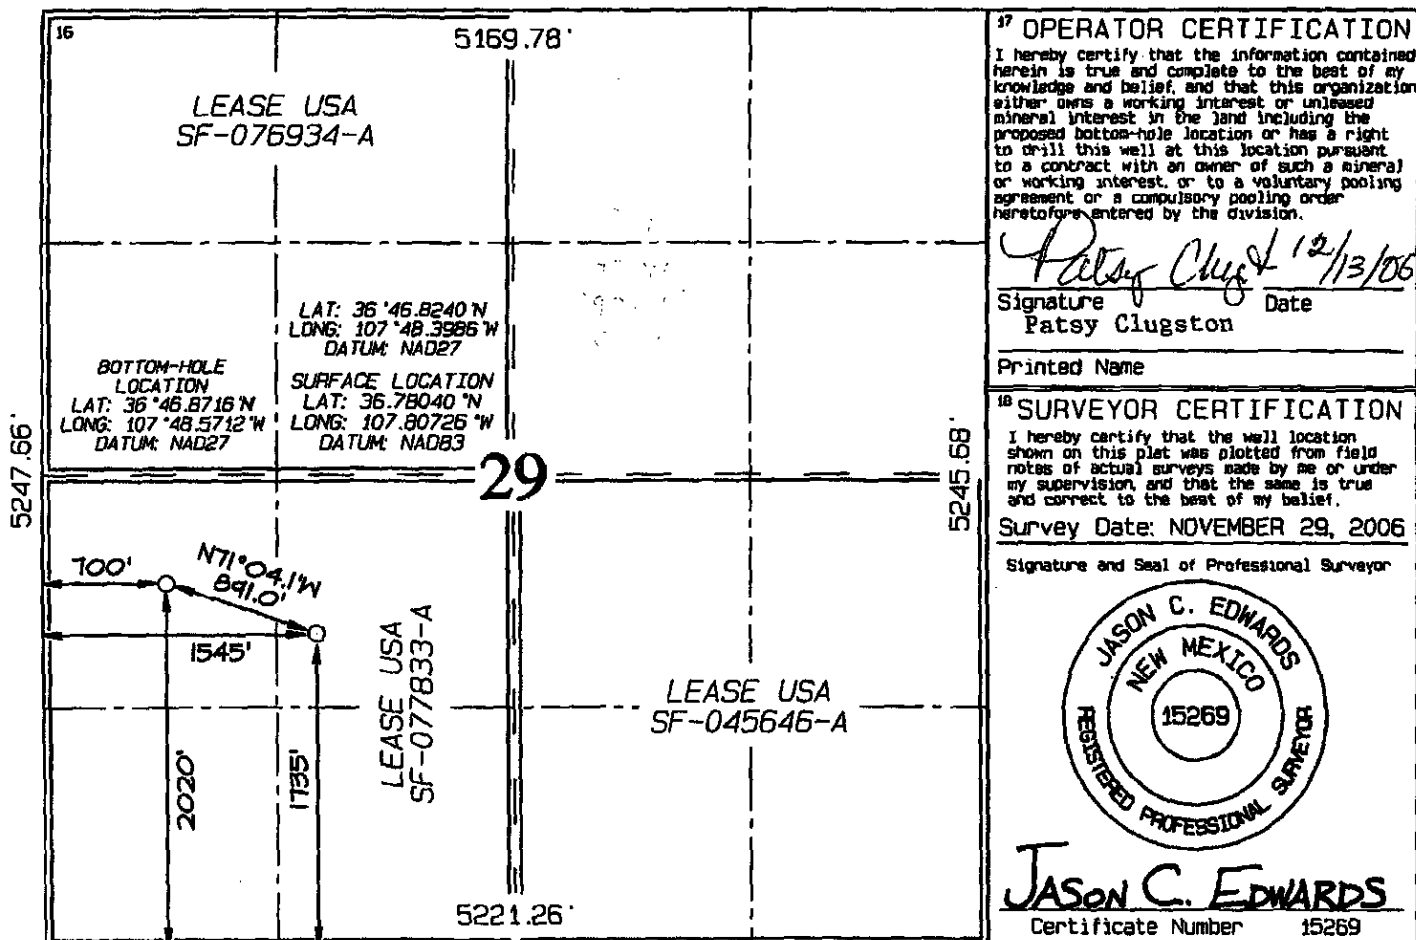 16
5169.78'
LEASE USA
SF-076934-A
LAT: 36°46.8240'N
LONG: 107°48.3986'W
DATUM: NAD27
BOTTOM-HOLE
LOCATION
LAT: 36°46.8716'N
LONG: 107°48.5712'W
DATUM: NAD27
SURFACE LOCATION
LAT: 36.78040°N
LONG: 107.80726°W
DATUM: NAD83
5247.66'
29
5245.68'
700'
N71°04.1'W
891.0'
1545'
2020'
1735'
LEASE USA
SF-077833-A
LEASE USA
SF-045646-A
5221.26'
17 OPERATOR CERTIFICATION
I hereby certify that the information contained
herein is true and complete to the best of my
knowledge and belief, and that this organization
either owns a working interest or unleased
mineral interest in the land including the
proposed bottom-hole location or has a right
to drill this well at this location pursuant
to a contract with an owner of such a mineral
or working interest, or to a voluntary pooling
agreement or a compulsory pooling order
heretofore entered by the division.
Patsy Clugst 12/13/06
Signature Date
Patsy Clugston
Printed Name
18 SURVEYOR CERTIFICATION
I hereby certify that the well location
shown on this plat was plotted from field
notes of actual surveys made by me or under
my supervision, and that the same is true
and correct to the best of my belief.
Survey Date: NOVEMBER 29, 2006
Signature and Seal of Professional Surveyor
JASON C. EDWARDS
NEW MEXICO
15269
REGISTERED PROFESSIONAL SURVEYOR
JASON C. EDWARDS
Certificate Number 15269